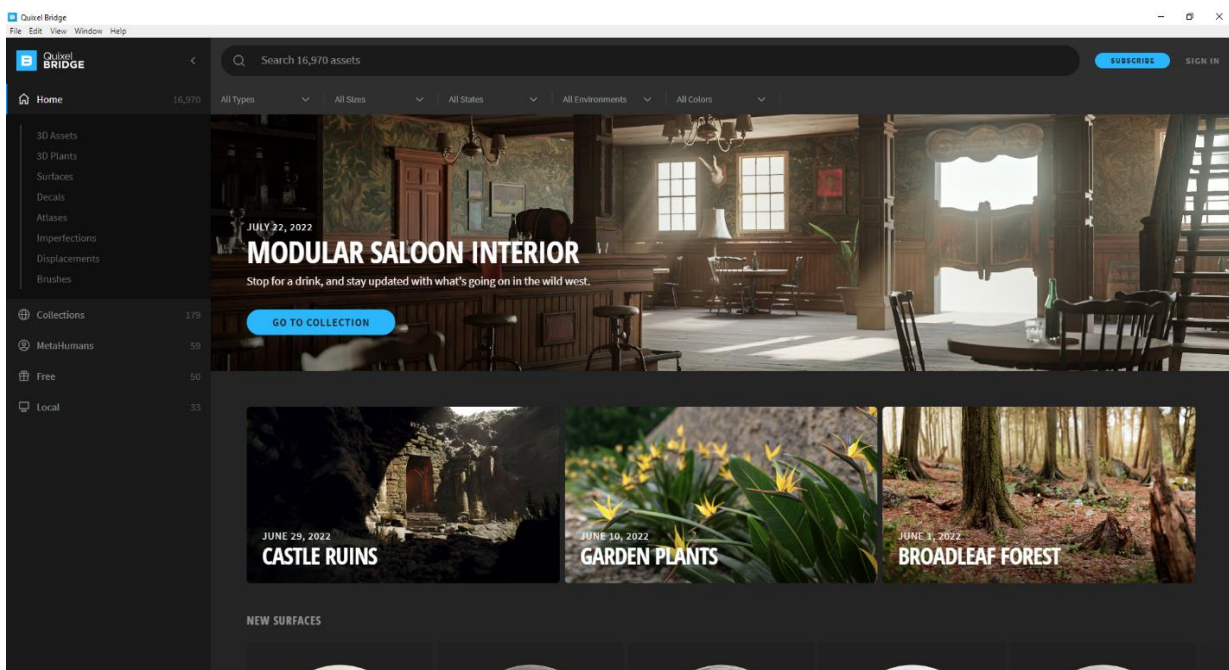 Quixel Bridge
File Edit View Window Help
Quixel
BRIDGE
Search 16,970 assets
SUBSCRIBE
SIGN IN
Home 16,970
All Types
All Sizes
All States
All Environments
All Colors
3D Assets
3D Plants
Surfaces
Decals
Atlases
Imperfections
Displacements
Brushes
Collections 179
MetaHumans 59
Free 50
Local 33
JULY 22, 2022
MODULAR SALOON INTERIOR
Stop for a drink, and stay updated with what's going on in the wild west.
GO TO COLLECTION
JUNE 29, 2022
CASTLE RUINS
JUNE 10, 2022
GARDEN PLANTS
JUNE 1, 2022
BROADLEAF FOREST
NEW SURFACES